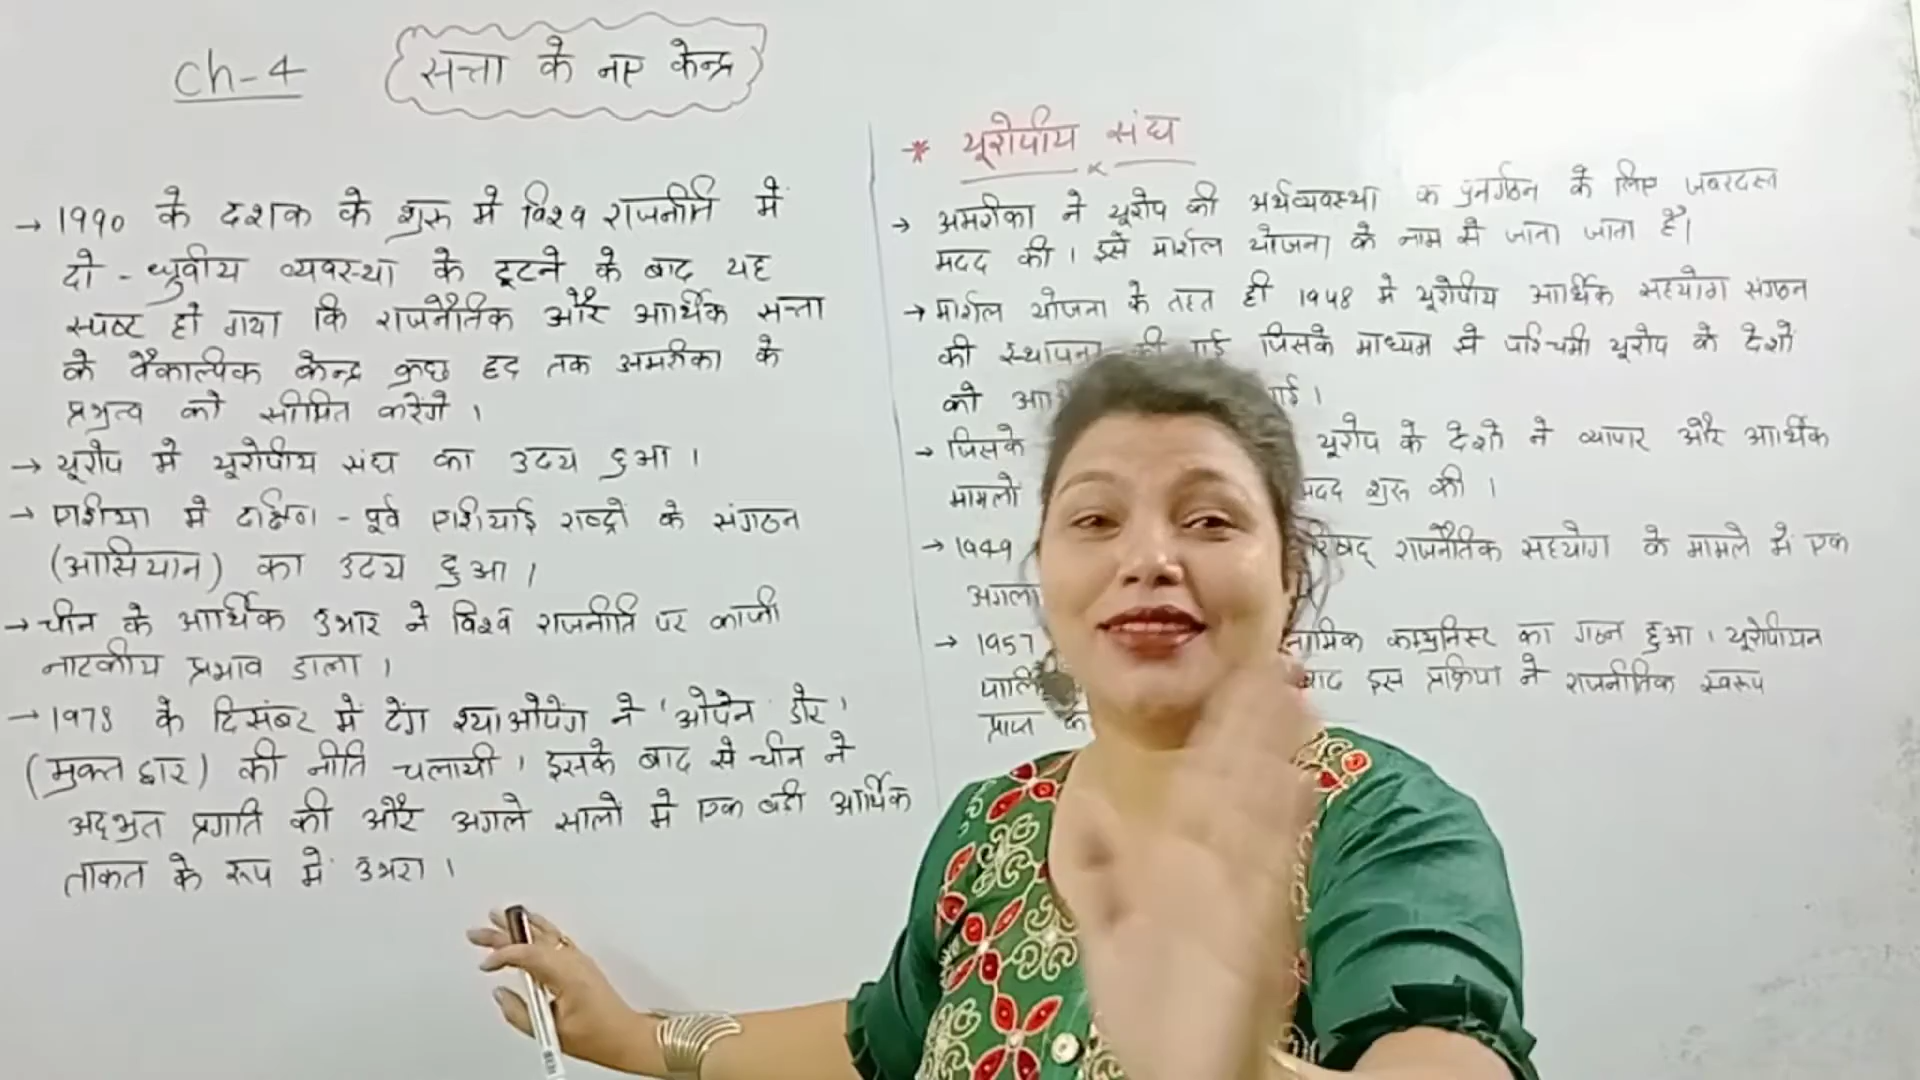 Ch-4
सत्ता के नए केन्द्र
→ 1990 के दशक के शुरू में विश्व राजनीति में
दो - ध्रुवीय व्यवस्था के टूटने के बाद यह
स्पष्ट हो गया कि राजनैतिक और आर्थिक सत्ता
के वैकल्पिक केन्द्र कुछ हद तक अमरीका के
प्रभुत्व को सीमित करेंगे ।
→ यूरोप में यूरोपीय संघ का उदय हुआ ।
→ एशिया में दक्षिण - पूर्व एशियाई राष्ट्रों के संगठन
(आसियान) का उदय हुआ ।
→ चीन के आर्थिक उभार ने विश्व राजनीति पर काफी
नाटकीय प्रभाव डाला ।
→ 1978 के दिसंबर में देंग श्याओपेंग ने 'ओपेन डोर'
(मुक्त द्वार) की नीति चलायी । इसके बाद से चीन ने
अद्भुत प्रगति की और अगले सालो में एक बड़ी आर्थिक
ताकत के रूप में उभरा ।
* यूरोपीय संघ
→ अमरीका ने यूरोप की अर्थव्यवस्था क पुनर्गठन के लिए जबरदस्त
मदद की । इसे मार्शल योजना के नाम से जाना जाता है।
→ मार्शल योजना के तहत ही 1948 में यूरोपीय आर्थिक सहयोग संगठन
की स्थापना की गई जिसके माध्यम से पश्चिमी यूरोप के देशों
को गई ।
→ जिसके यूरोप के देशो ने व्यापार और आर्थिक
मामलो मदद शुरू की ।
→ 1949 राजनैतिक सहयोग के मामले में एक
अगला
→ 1957 का गठन हुआ । यूरोपीयन
बाद इस प्रक्रिया ने राजनीतिक स्वरूप
प्राप्त क